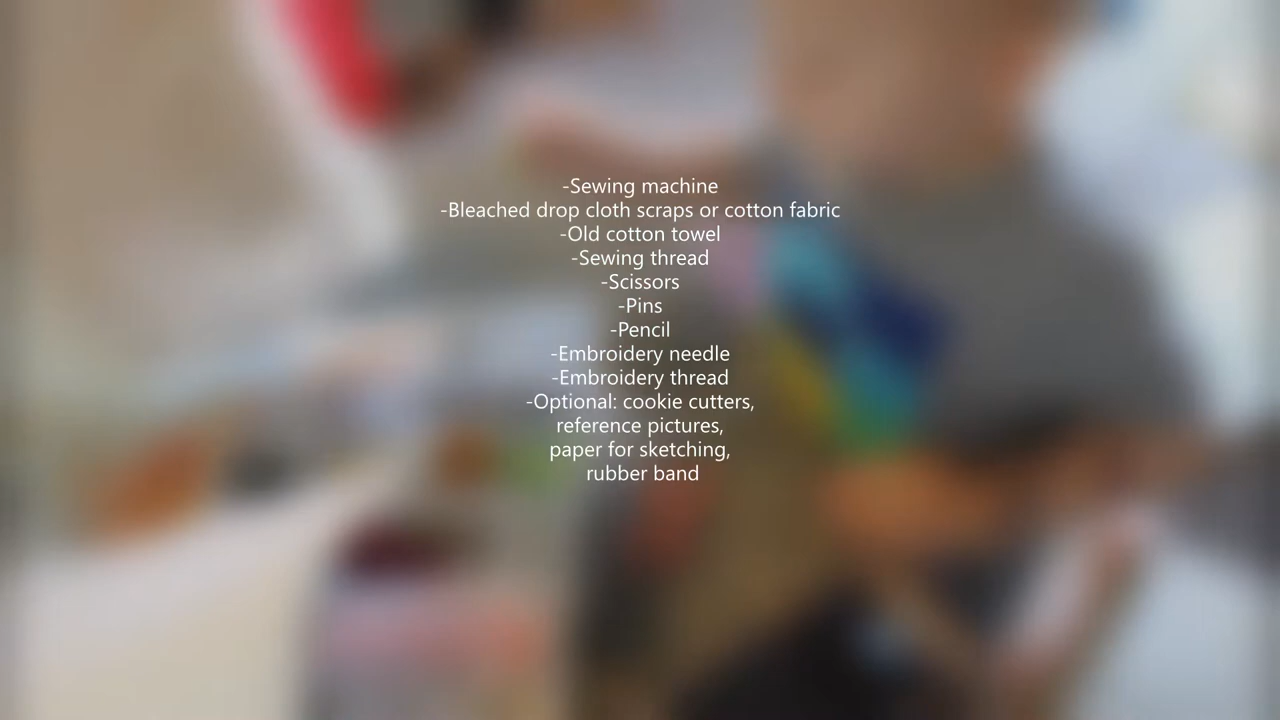 -Sewing machine
-Bleached drop cloth scraps or cotton fabric
-Old cotton towel
-Sewing thread
-Scissors
-Pins
-Pencil
-Embroidery needle
-Embroidery thread
-Optional: cookie cutters,
reference pictures,
paper for sketching,
rubber band